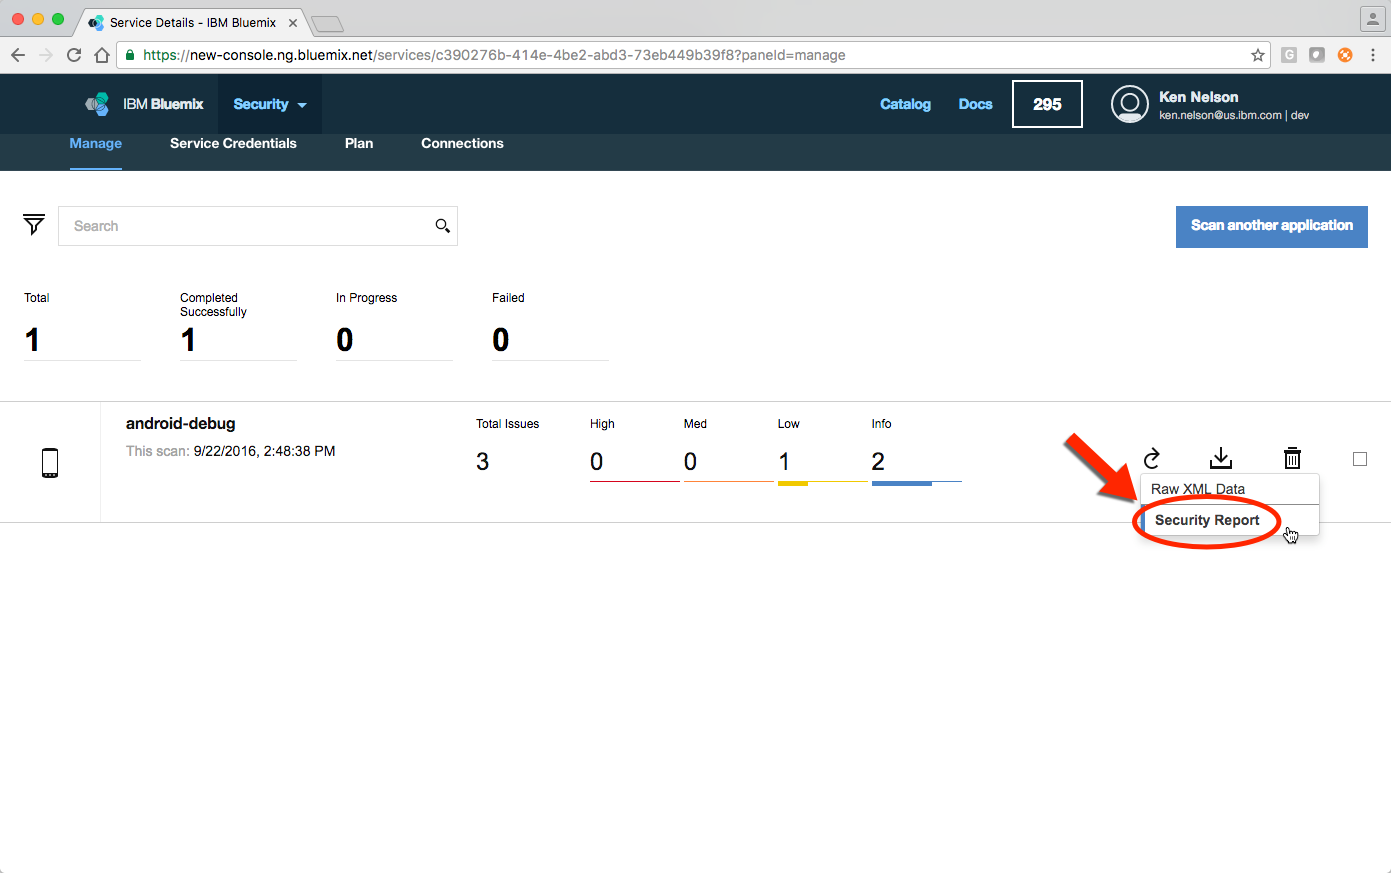 Service Details - IBM Bluemix
https://new-console.ng.bluemix.net/services/c390276b-414e-4be2-abd3-73eb449b39f8?paneId=manage
G
IBM Bluemix
Security
Catalog
Docs
295
Ken Nelson
ken.nelson@us.ibm.com | dev
Manage
Service Credentials
Plan
Connections
Search
Scan another application
Total
Completed
Successfully
In Progress
Failed
1
1
0
0
android-debug
This scan: 9/22/2016, 2:48:38 PM
Total Issues
High
Med
Low
Info
3
0
0
1
2
Raw XML Data
Security Report